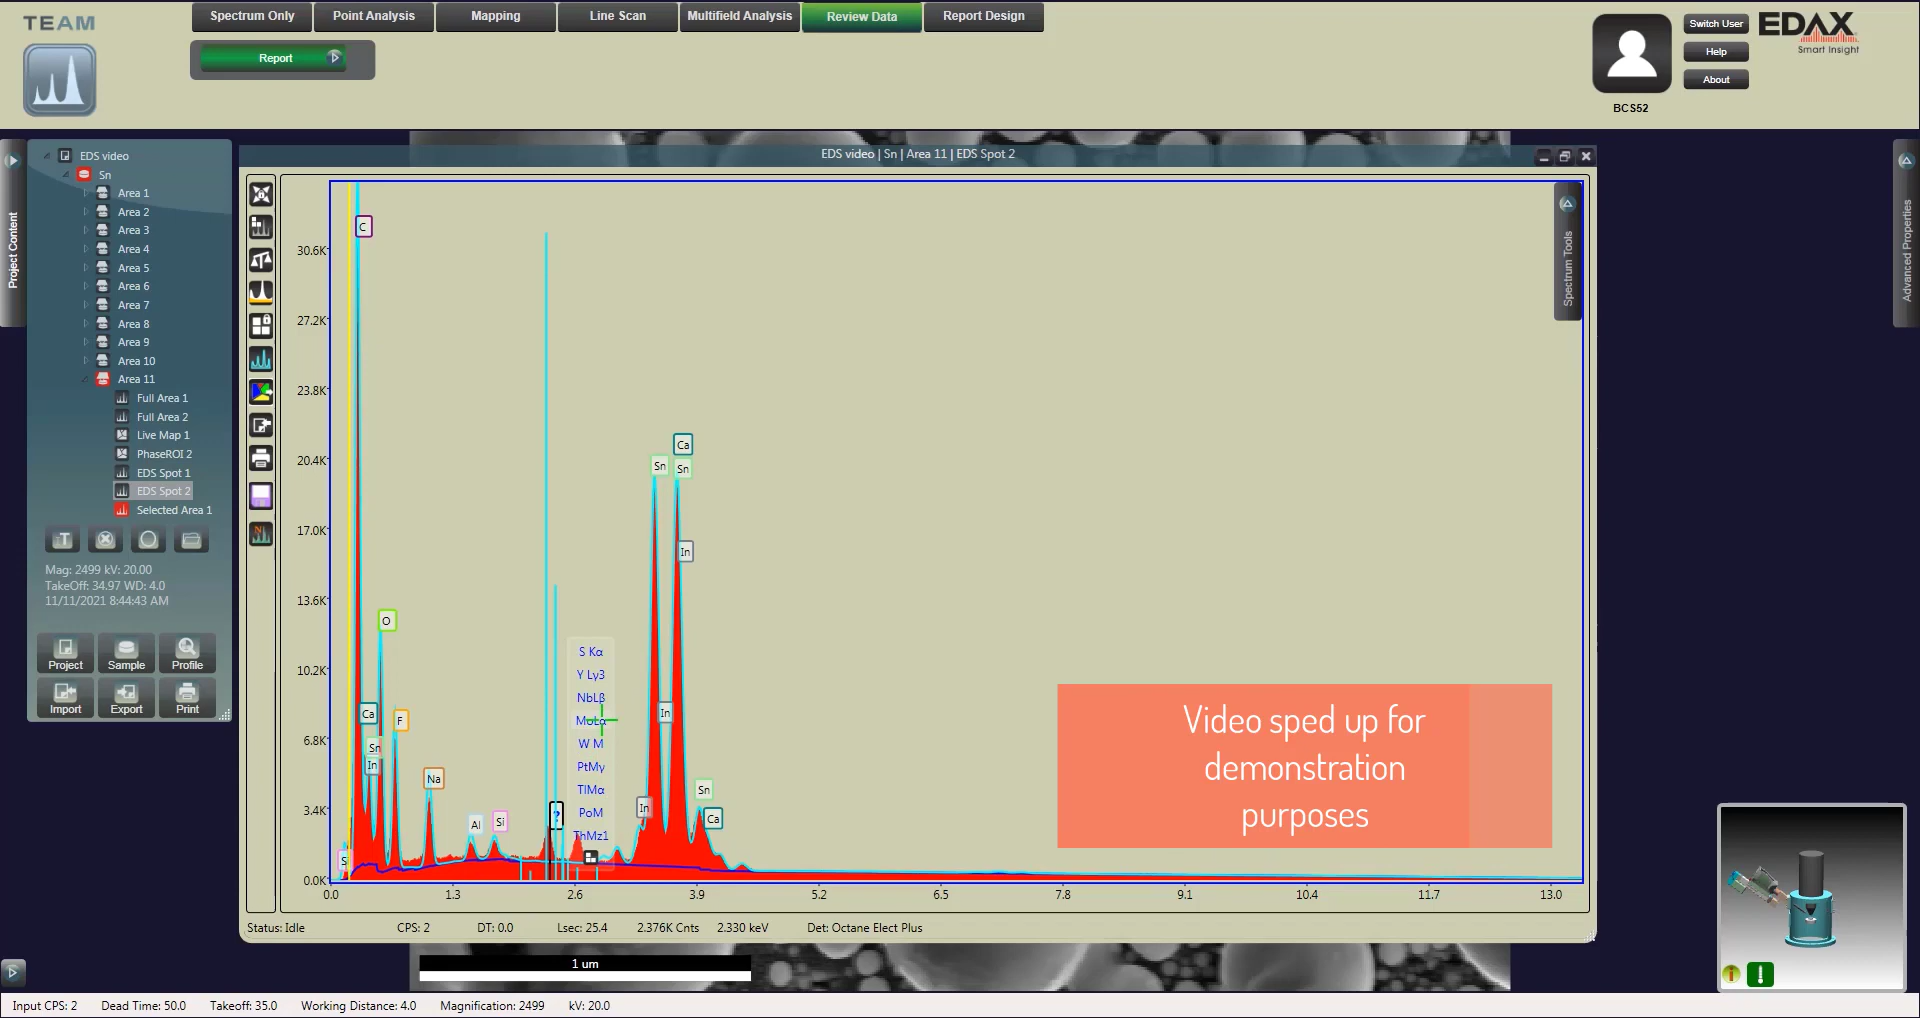 TEAM
Spectrum Only
Point Analysis
Mapping
Line Scan
Multifield Analysis
Review Data
Report Design
Report
Switch User
Help
About
BCS52
EDAX
Smart Insight
Project Content
EDS video
Sn
Area 1
Area 2
Area 3
Area 4
Area 5
Area 6
Area 7
Area 8
Area 9
Area 10
Area 11
Full Area 1
Full Area 2
Live Map 1
PhaseROI 2
EDS Spot 1
EDS Spot 2
Selected Area 1
T
Mag: 2499 kV: 20.00
TakeOff: 34.97 WD: 4.0
11/11/2021 8:44:43 AM
Project
Sample
Profile
Import
Export
Print
EDS video | Sn | Area 11 | EDS Spot 2
Spectrum Tools
Advanced Properties
30.6K
27.2K
23.8K
20.4K
17.0K
13.6K
10.2K
6.8K
3.4K
0.0K
C
O
Ca
F
Sn
In
Na
Al
Si
?
S Kα
Y Lγ3
NbLβ
MoLα
W M
PtMγ
TlMα
PoM
ThMz1
Ca
Sn
Sn
In
In
In
Sn
Ca
0.0
1.3
2.6
3.9
5.2
6.5
7.8
9.1
10.4
11.7
13.0
Video sped up for
demonstration
purposes
Status: Idle
CPS: 2
DT: 0.0
Lsec: 25.4
2.376K Cnts
2.330 keV
Det: Octane Elect Plus
1 um
Input CPS: 2
Dead Time: 50.0
Takeoff: 35.0
Working Distance: 4.0
Magnification: 2499
kV: 20.0